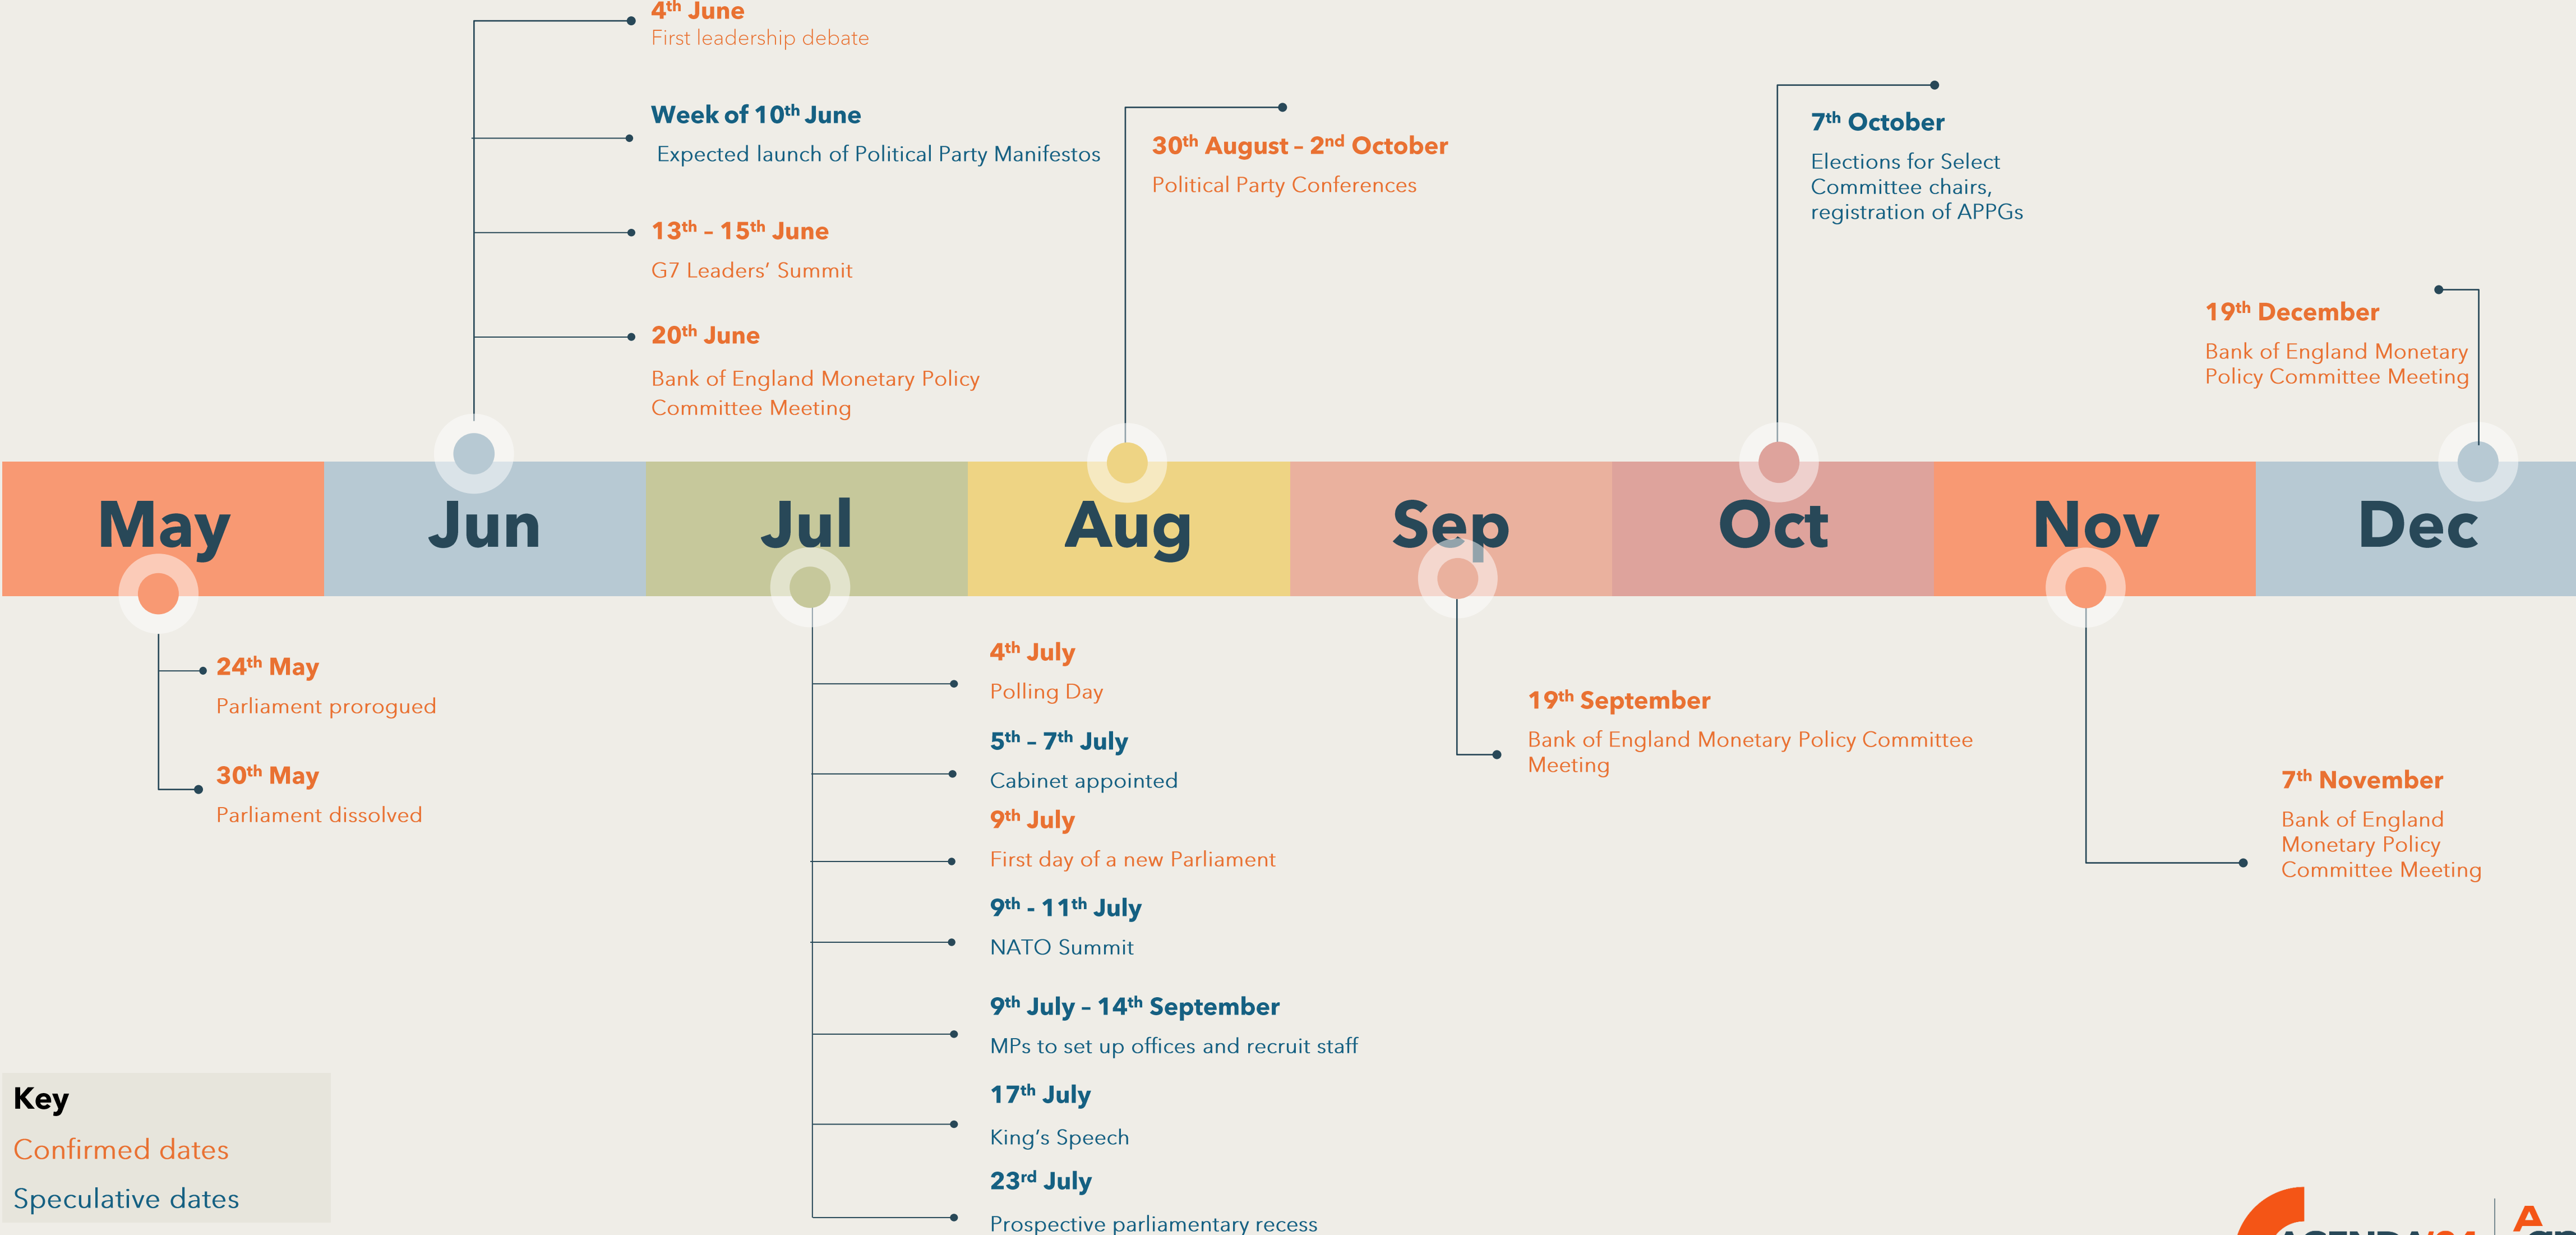 4th June
First leadership debate
Week of 10th June
Expected launch of Political Party Manifestos
13th – 15th June
G7 Leaders’ Summit
20th June
Bank of England Monetary Policy
Committee Meeting
30th August – 2nd October
Political Party Conferences
7th October
Elections for Select
Committee chairs,
registration of APPGs
19th December
Bank of England Monetary
Policy Committee Meeting
May
Jun
Jul
Aug
Sep
Oct
Nov
Dec
24th May
Parliament prorogued
30th May
Parliament dissolved
4th July
Polling Day
5th – 7th July
Cabinet appointed
9th July
First day of a new Parliament
9th - 11th July
NATO Summit
9th July – 14th September
MPs to set up offices and recruit staff
17th July
King’s Speech
23rd July
Prospective parliamentary recess
19th September
Bank of England Monetary Policy Committee
Meeting
7th November
Bank of England
Monetary Policy
Committee Meeting
Key
Confirmed dates
Speculative dates